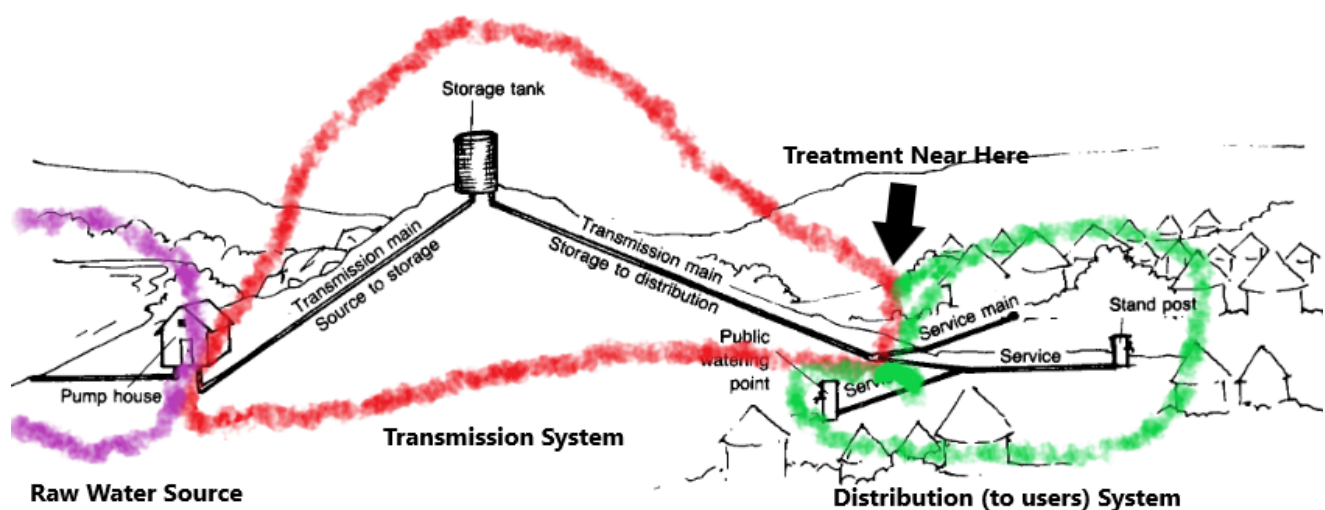 Storage tank
Treatment Near Here
Transmission main
Source to storage
Transmission main
Storage to distribution
Service main
Stand post
Public
watering
point
Service
Pump house
Transmission System
Raw Water Source
Distribution (to users) System